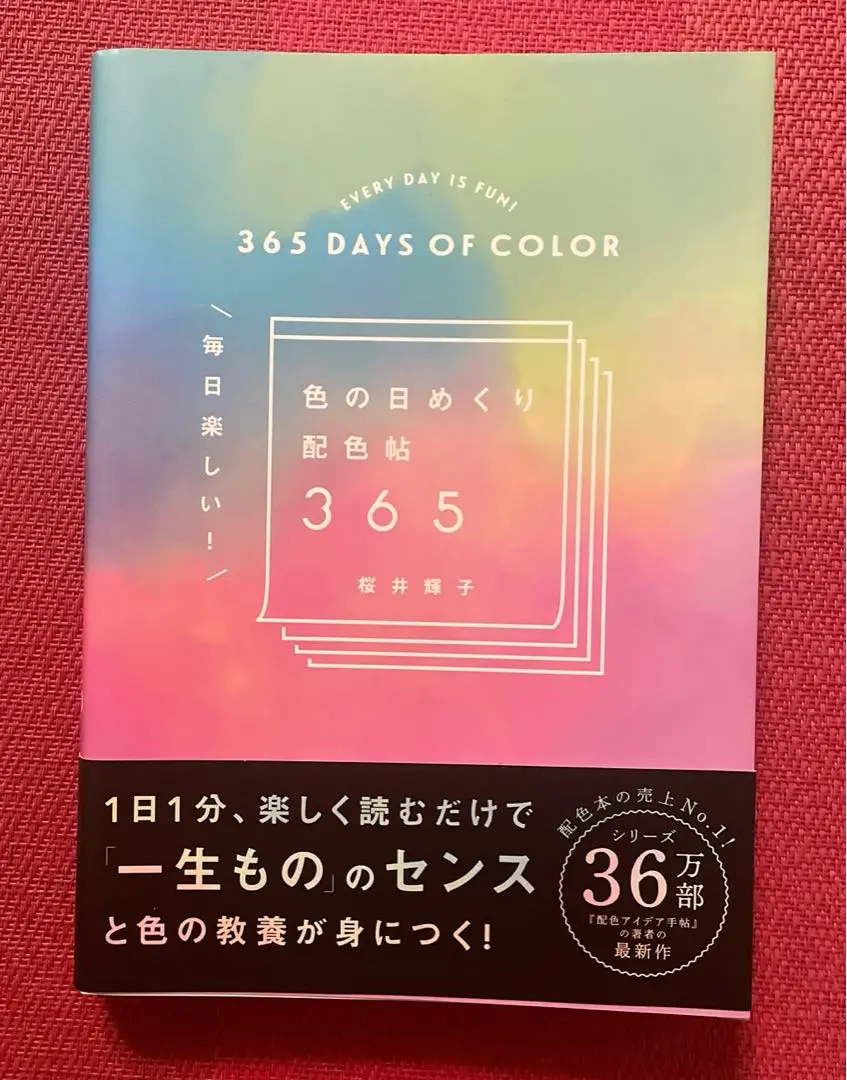 EVERY DAY IS FUN!
365 DAYS OF COLOR
毎日楽しい!
色の日めくり
配色帖
365
桜井輝子
1日1分、楽しく読むだけで
「一生もの」のセンス
と色の教養が身につく!
配色本の売上No.1!
シリーズ
36万部
『配色アイデア手帖』
の著者の
最新作